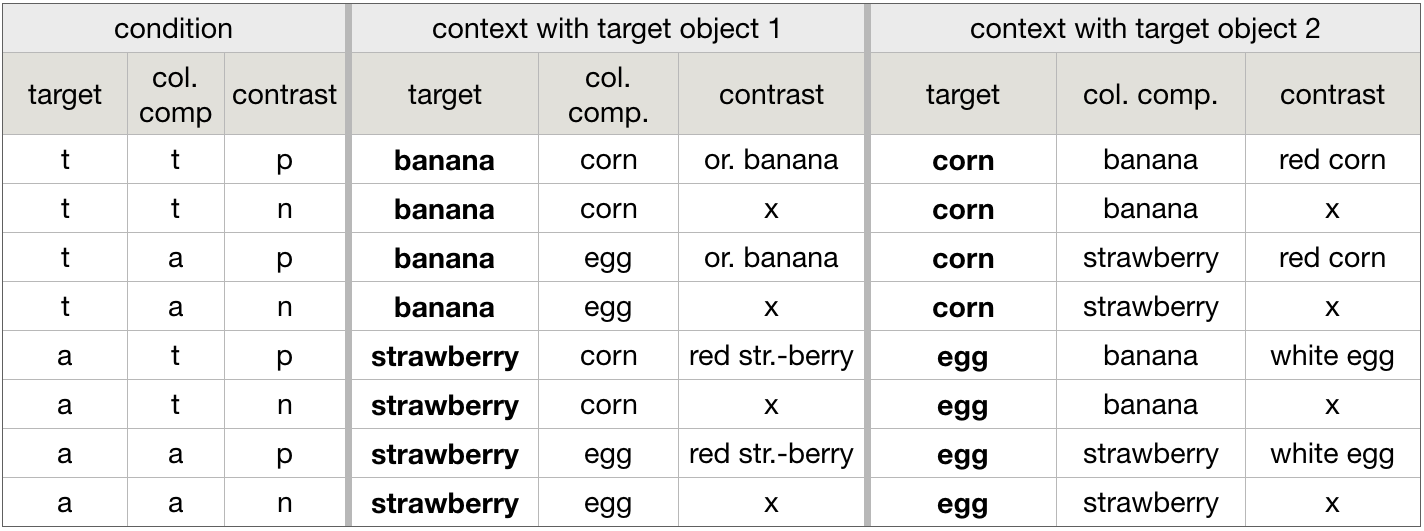 condition context with target object 1 context with target object 2
target col. comp contrast target col. comp. contrast target col. comp. contrast
t t p banana corn or. banana corn banana red corn
t t n banana corn x corn banana x
t a p banana egg or. banana corn strawberry red corn
t a n banana egg x corn strawberry x
a t p strawberry corn red str.-berry egg banana white egg
a t n strawberry corn x egg banana x
a a p strawberry egg red str.-berry egg strawberry white egg
a a n strawberry egg x egg strawberry x